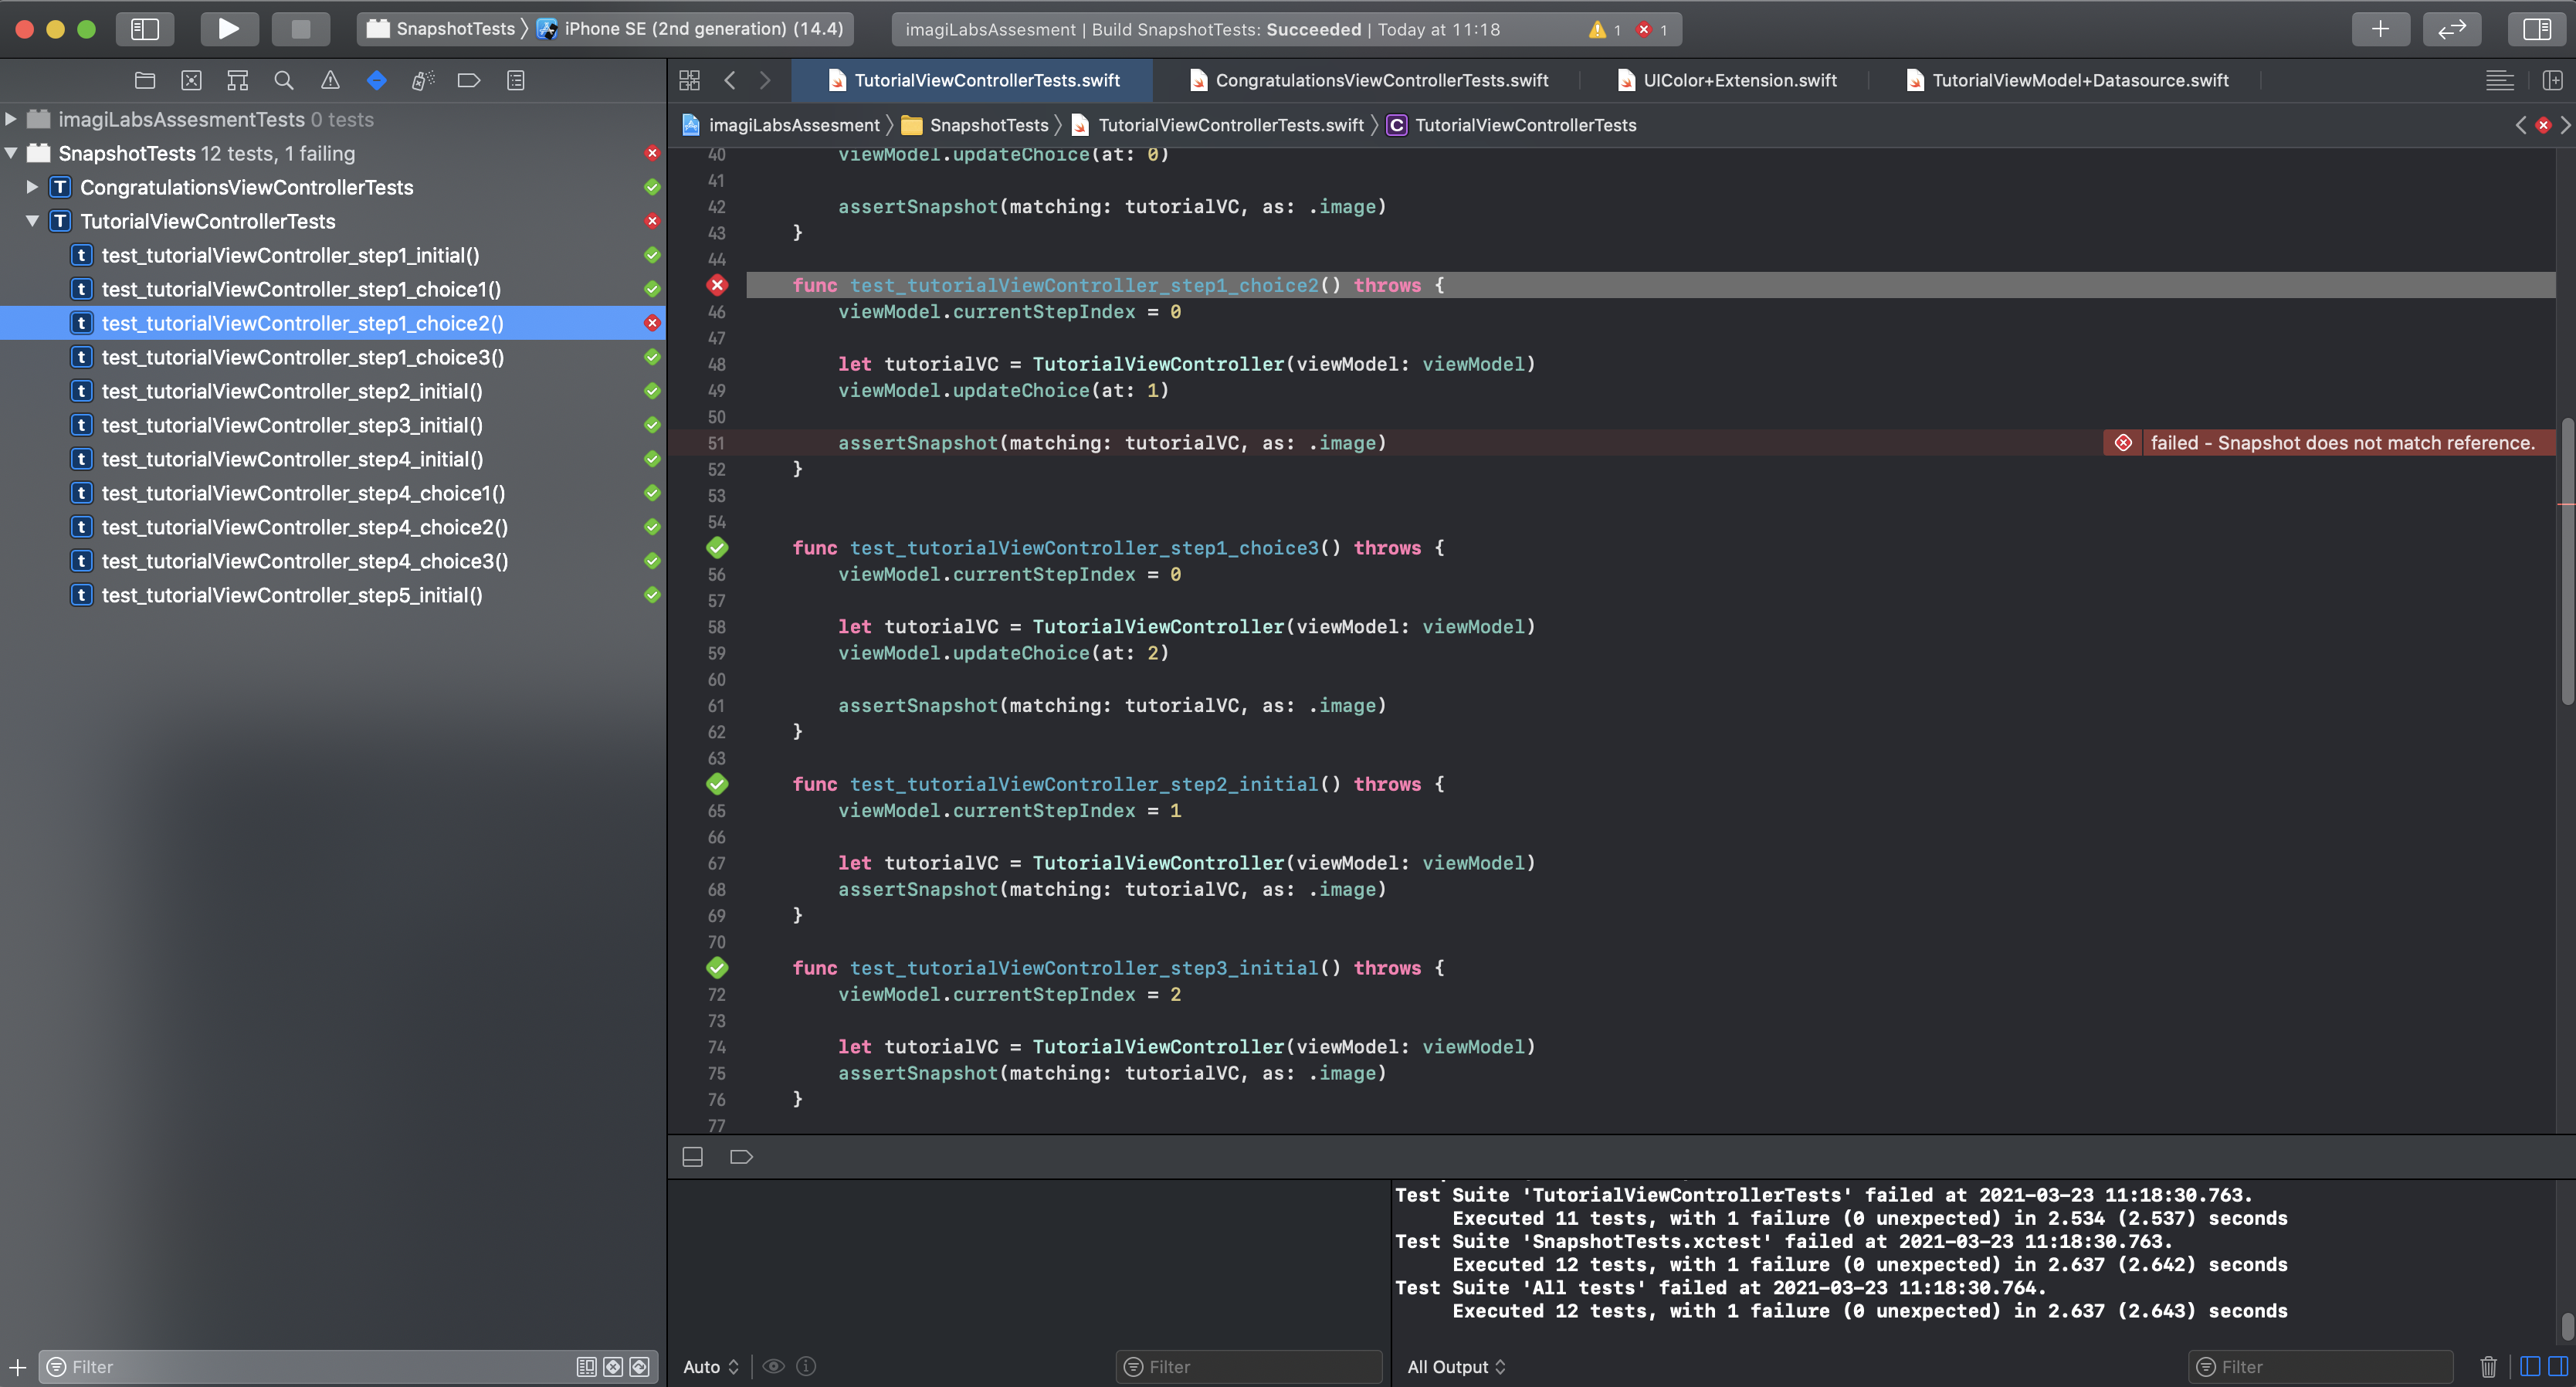 SnapshotTests 〉 iPhone SE (2nd generation) (14.4)
imagiLabsAssesment | Build SnapshotTests: Succeeded | Today at 11:18
1 1
imagiLabsAssesmentTests 0 tests
SnapshotTests 12 tests, 1 failing
T CongratulationsViewControllerTests
T TutorialViewControllerTests
t test_tutorialViewController_step1_initial()
t test_tutorialViewController_step1_choice1()
t test_tutorialViewController_step1_choice2()
t test_tutorialViewController_step1_choice3()
t test_tutorialViewController_step2_initial()
t test_tutorialViewController_step3_initial()
t test_tutorialViewController_step4_initial()
t test_tutorialViewController_step4_choice1()
t test_tutorialViewController_step4_choice2()
t test_tutorialViewController_step4_choice3()
t test_tutorialViewController_step5_initial()
Filter
TutorialViewControllerTests.swift CongratulationsViewControllerTests.swift UIColor+Extension.swift TutorialViewModel+Datasource.swift
imagiLabsAssesment 〉 SnapshotTests 〉 TutorialViewControllerTests.swift 〉 C TutorialViewControllerTests
40 viewModel.updateChoice(at: 0)
41
42 assertSnapshot(matching: tutorialVC, as: .image)
43 }
44
func test_tutorialViewController_step1_choice2() throws {
46 viewModel.currentStepIndex = 0
47
48 let tutorialVC = TutorialViewController(viewModel: viewModel)
49 viewModel.updateChoice(at: 1)
50
51 assertSnapshot(matching: tutorialVC, as: .image) failed - Snapshot does not match reference.
52 }
53
54
func test_tutorialViewController_step1_choice3() throws {
56 viewModel.currentStepIndex = 0
57
58 let tutorialVC = TutorialViewController(viewModel: viewModel)
59 viewModel.updateChoice(at: 2)
60
61 assertSnapshot(matching: tutorialVC, as: .image)
62 }
63
func test_tutorialViewController_step2_initial() throws {
65 viewModel.currentStepIndex = 1
66
67 let tutorialVC = TutorialViewController(viewModel: viewModel)
68 assertSnapshot(matching: tutorialVC, as: .image)
69 }
70
func test_tutorialViewController_step3_initial() throws {
72 viewModel.currentStepIndex = 2
73
74 let tutorialVC = TutorialViewController(viewModel: viewModel)
75 assertSnapshot(matching: tutorialVC, as: .image)
76 }
77
Auto
Filter
Test Suite 'TutorialViewControllerTests' failed at 2021-03-23 11:18:30.763.
Executed 11 tests, with 1 failure (0 unexpected) in 2.534 (2.537) seconds
Test Suite 'SnapshotTests.xctest' failed at 2021-03-23 11:18:30.763.
Executed 12 tests, with 1 failure (0 unexpected) in 2.637 (2.642) seconds
Test Suite 'All tests' failed at 2021-03-23 11:18:30.764.
Executed 12 tests, with 1 failure (0 unexpected) in 2.637 (2.643) seconds
All Output
Filter